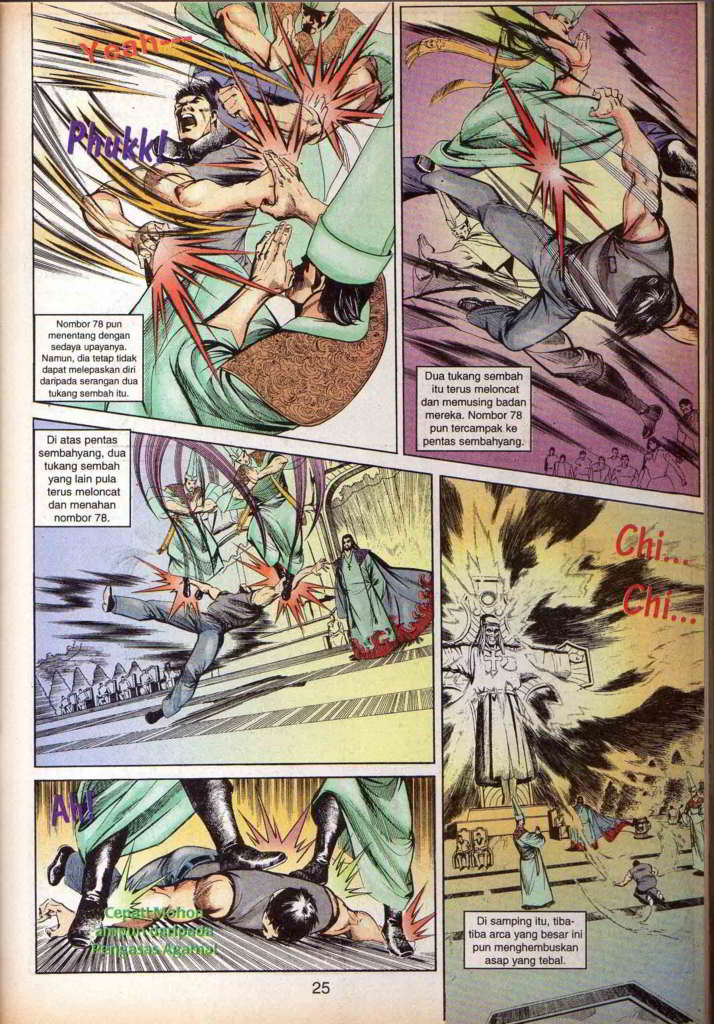 Yeah...
Phukk!
Nombor 78 pun
menentang dengan
sedaya upayanya.
Namun, dia tetap tidak
dapat melepaskan diri
daripada serangan dua
tukang sembah itu.
Dua tukang sembah
itu terus meloncat
dan memusing badan
mereka. Nombor 78
pun tercampak ke
pentas sembahyang.
Di atas pentas
sembahyang, dua
tukang sembah
yang lain pula
terus meloncat
dan menahan
nombor 78.
Chi...
Chi...
Ah!
Cepat! Mohon
ampun daripada
Pengasas Agama!
Di samping itu, tiba-
tiba arca yang besar ini
pun menghembuskan
asap yang tebal.
25